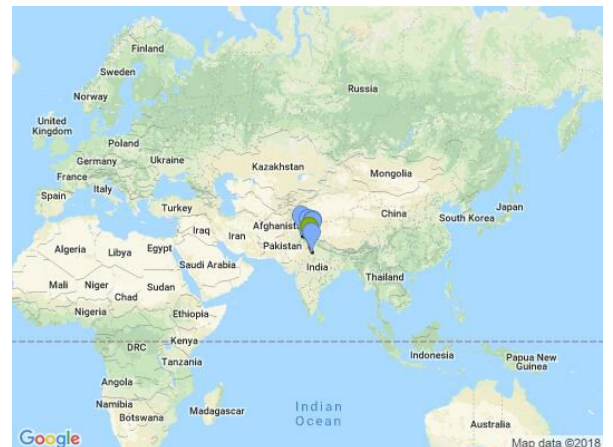 Finland
Sweden
Norway
Russia
United
Kingdom
Poland
Germany
Ukraine
France
Kazakhstan
Mongolia
Spain
Italy
Turkey
Afghanista
China
South Korea
Japan
Iraq
Iran
Pakistan
Algeria
Libya
Egypt
Saudi Arabia
India
Thailand
Mali
Niger
Chad
Sudan
Nigeria
Ethiopia
DRC
Kenya
Tanzania
Indonesia
Papua New
Guinea
Angola
Namibia
Botswana
Madagascar
Indian
Ocean
Australia
Google
Map data ©2018